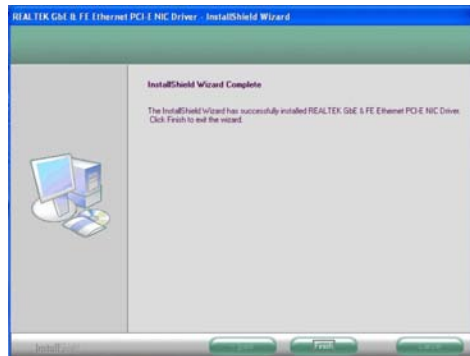 REALTEK GbE & FE Ethernet PCI-E NIC Driver - InstallShield Wizard
InstallShield Wizard Complete
The InstallShield Wizard has successfully installed REALTEK GbE & FE Ethernet PCI-E NIC Driver.
Click Finish to exit the wizard.
Finish